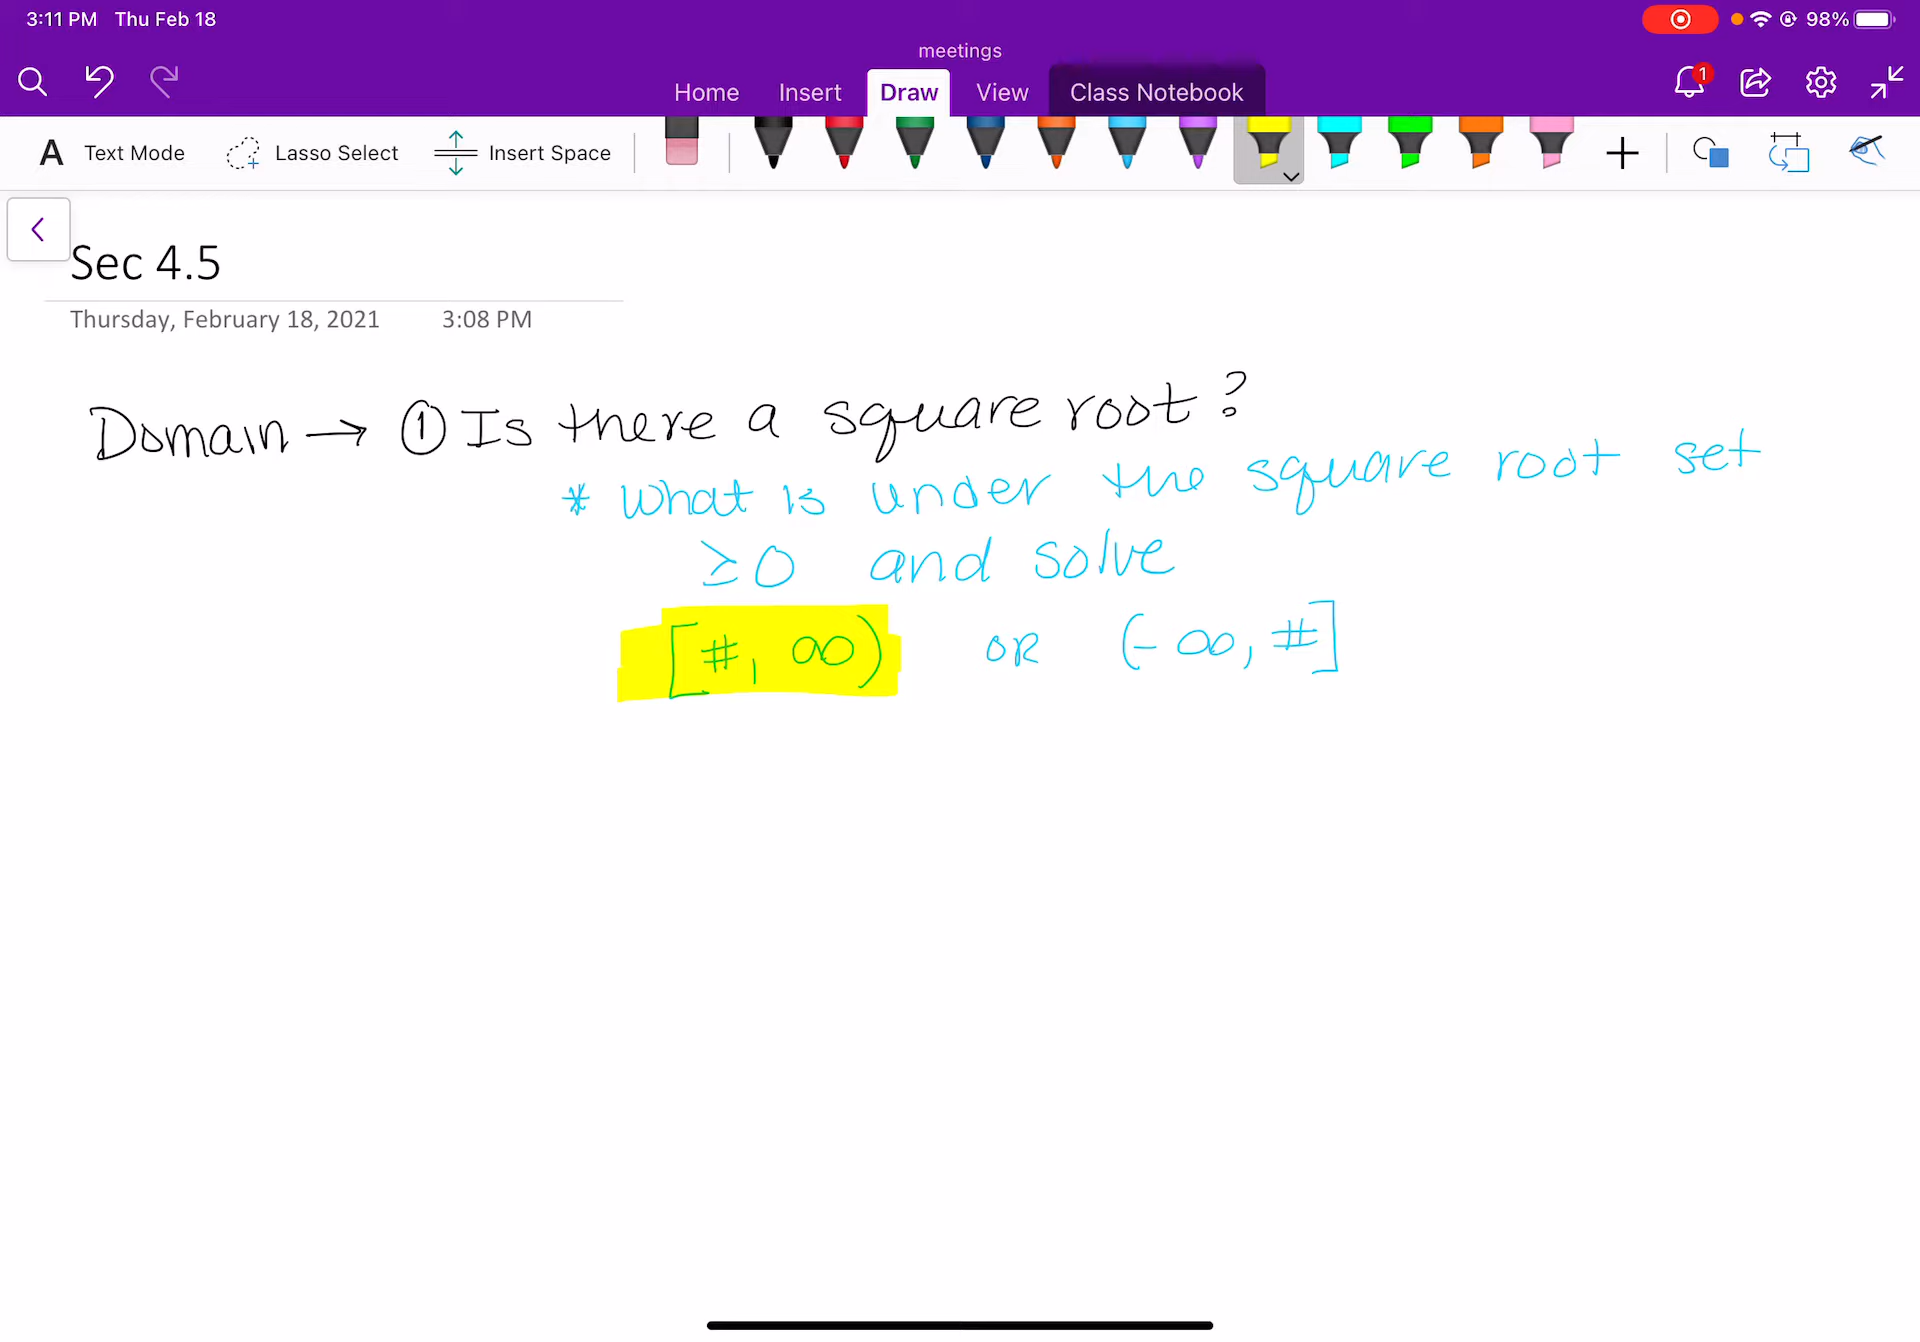 3:11 PM Thu Feb 18 98%
meetings
1
Home Insert Draw View Class Notebook
A Text Mode Lasso Select Insert Space
Sec 4.5
Thursday, February 18, 2021 3:08 PM
Domain → ① Is there a square root?
* what is under the square root set
≥0 and solve
[#, ∞) OR (-∞, #]